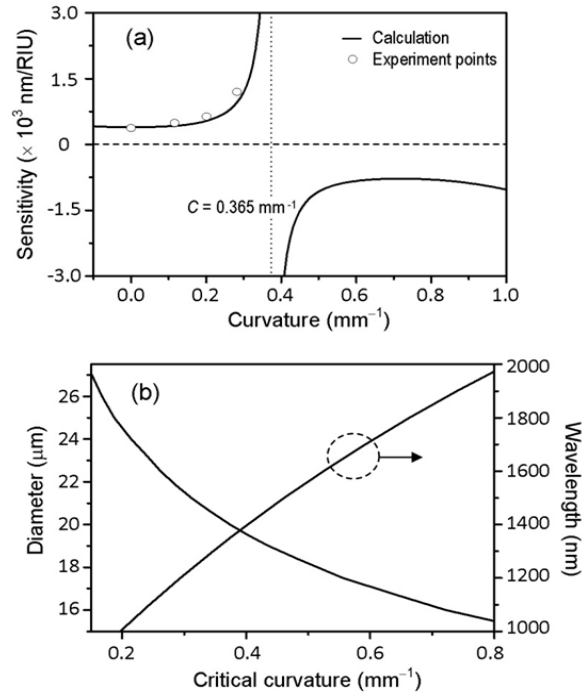 (a)
Calculation
Experiment points
Sensitivity (× 10³ nm/RIU)
3.0
1.5
0
-1.5
-3.0
C = 0.365 mm⁻¹
0.0
0.2
0.4
0.6
0.8
1.0
Curvature (mm⁻¹)
(b)
Diameter (μm)
26
24
22
20
18
16
2000
1800
1600
1400
1200
1000
Wavelength (nm)
0.2
0.4
0.6
0.8
Critical curvature (mm⁻¹)